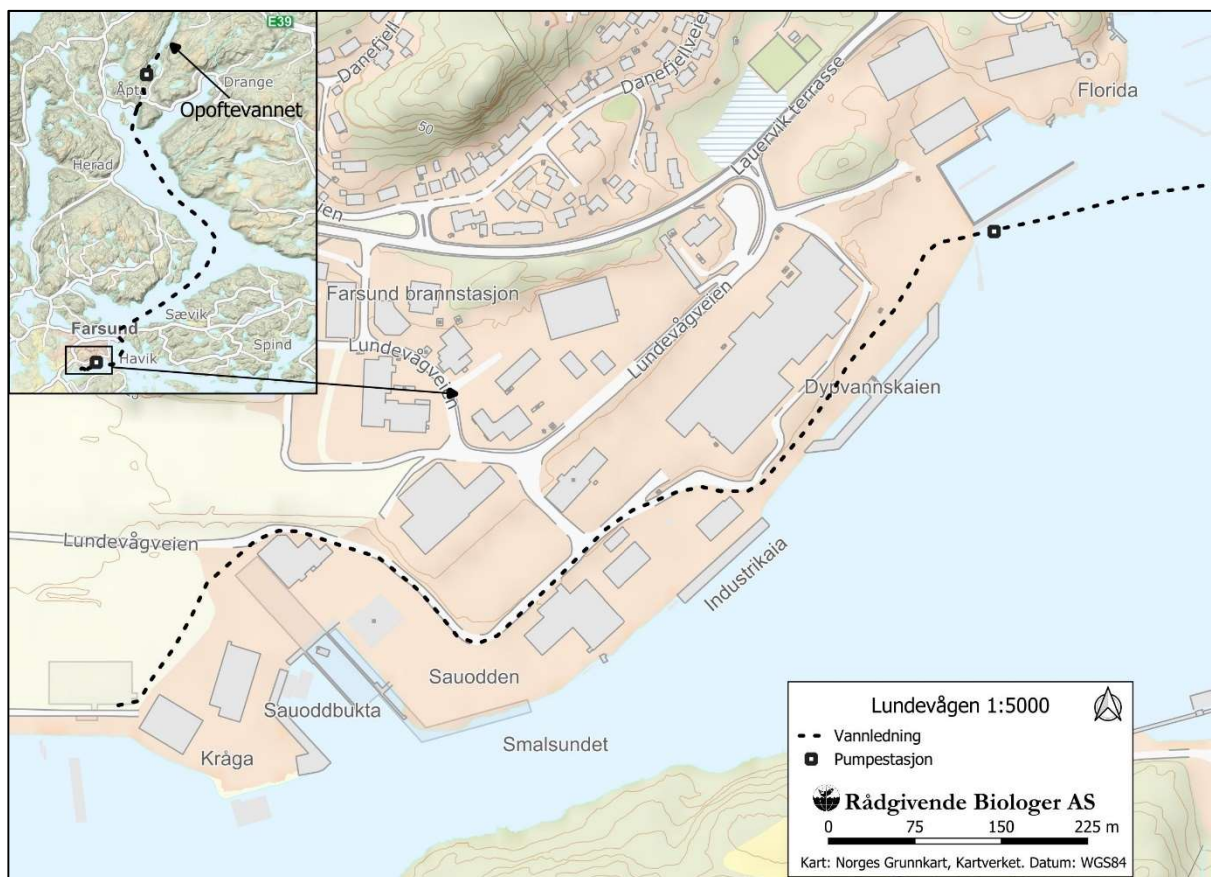 E39
Åpt
Drange
Opoftevannet
Herad
Sævik
Farsund
Spind
Havik
Danefjell
Danefjellveien
50
Lauervik terrasse
Florida
ien
Farsund brannstasjon
Lundevågveien
Lundevågveien
Dypvannskaien
Lundevågveien
Industrikaia
Sauodden
Sauoddbukta
Smalsundet
Kråga
Lundevågen 1:5000
Vannledning
Pumpestasjon
Rådgivende Biologer AS
0 75 150 225 m
Kart: Norges Grunnkart, Kartverket. Datum: WGS84